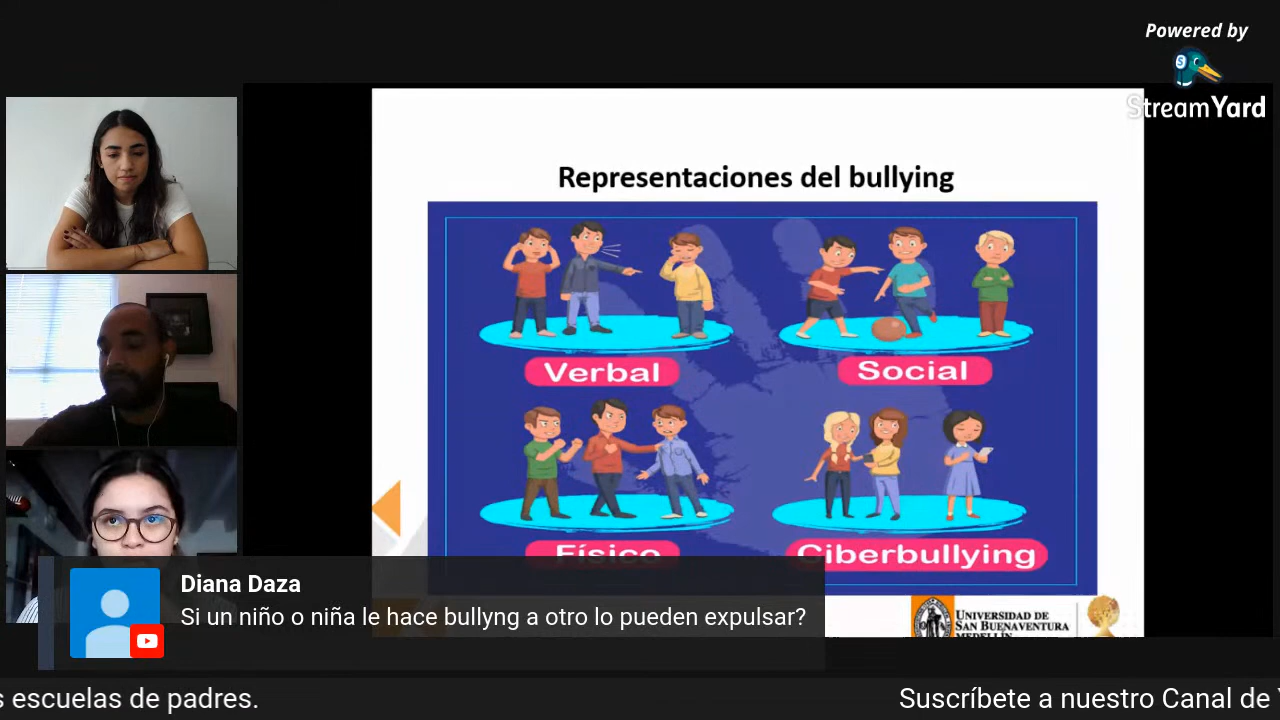 Powered by
StreamYard
Representaciones del bullying
Verbal
Social
Físico
Ciberbullying
Diana Daza
Si un niño o niña le hace bullyng a otro lo pueden expulsar?
UNIVERSIDAD DE
SAN BUENAVENTURA
MEDELLÍN
s escuelas de padres.
Suscríbete a nuestro Canal de